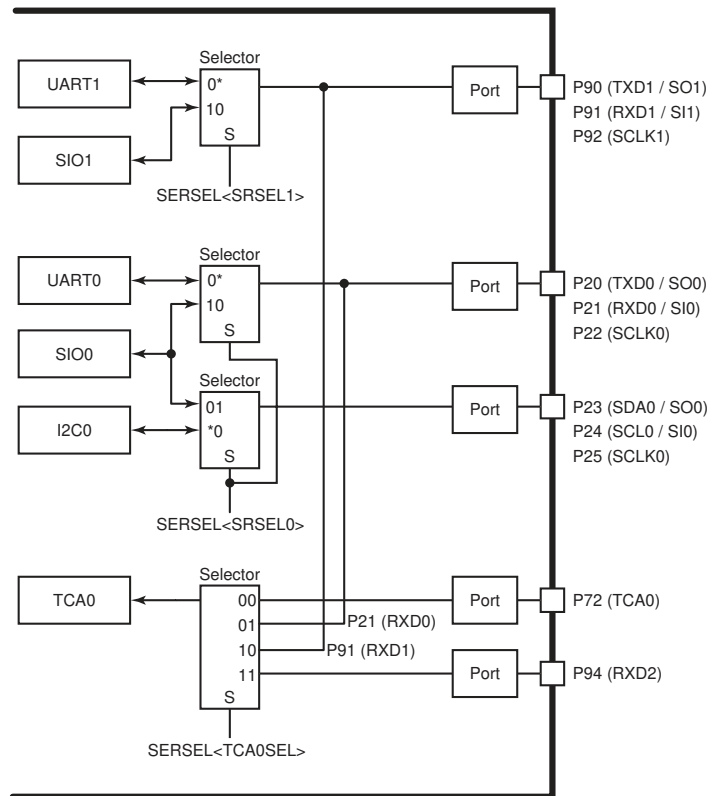 Selector
UART1
0*
10
SIO1
S
SERSEL<SRSEL1>
Port
P90 (TXD1 / SO1)
P91 (RXD1 / SI1)
P92 (SCLK1)
Selector
UART0
0*
10
S
SIO0
Port
P20 (TXD0 / SO0)
P21 (RXD0 / SI0)
P22 (SCLK0)
Selector
01
*0
I2C0
S
SERSEL<SRSEL0>
Port
P23 (SDA0 / SO0)
P24 (SCL0 / SI0)
P25 (SCLK0)
Selector
TCA0
00
01
10
11
S
SERSEL<TCA0SEL>
P21 (RXD0)
P91 (RXD1)
Port
P72 (TCA0)
Port
P94 (RXD2)